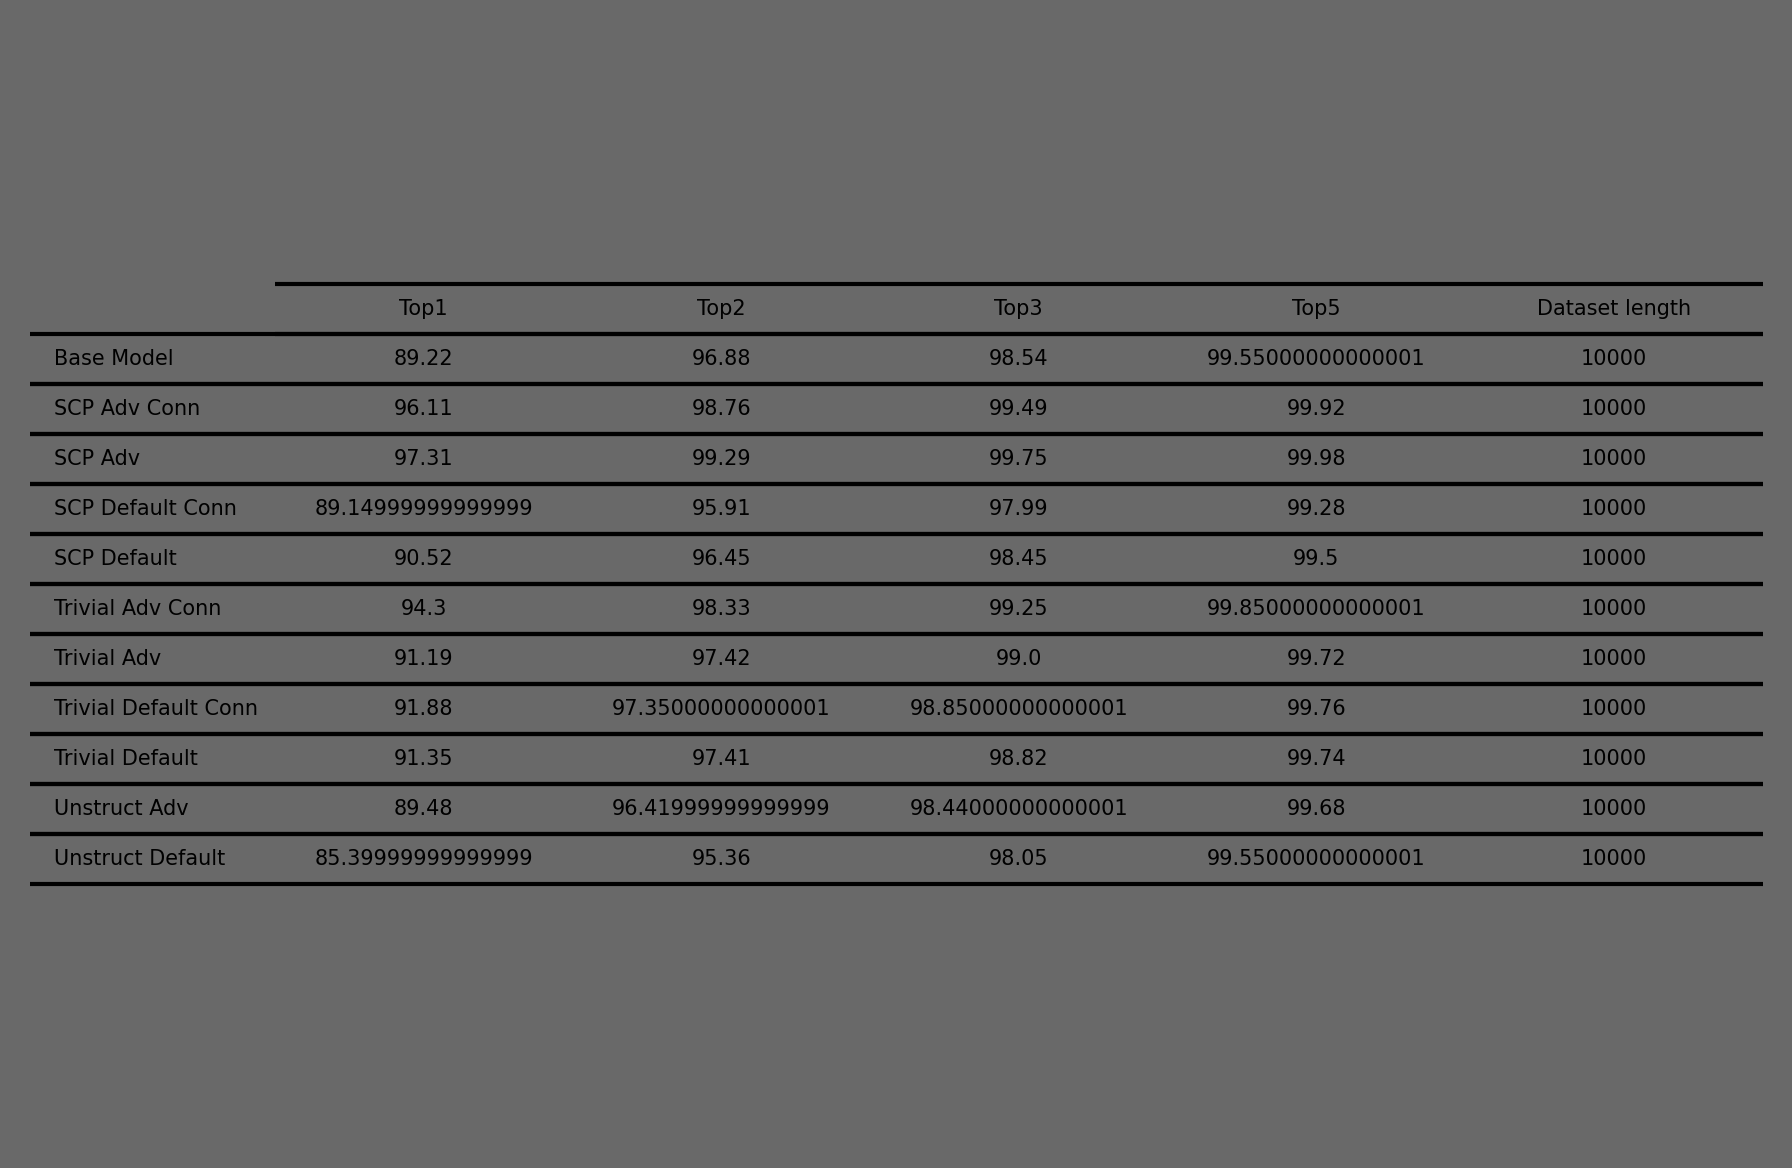 Top1 Top2 Top3 Top5 Dataset length
Base Model 89.22 96.88 98.54 99.55000000000001 10000
SCP Adv Conn 96.11 98.76 99.49 99.92 10000
SCP Adv 97.31 99.29 99.75 99.98 10000
SCP Default Conn 89.14999999999999 95.91 97.99 99.28 10000
SCP Default 90.52 96.45 98.45 99.5 10000
Trivial Adv Conn 94.3 98.33 99.25 99.85000000000001 10000
Trivial Adv 91.19 97.42 99.0 99.72 10000
Trivial Default Conn 91.88 97.35000000000001 98.85000000000001 99.76 10000
Trivial Default 91.35 97.41 98.82 99.74 10000
Unstruct Adv 89.48 96.41999999999999 98.44000000000001 99.68 10000
Unstruct Default 85.39999999999999 95.36 98.05 99.55000000000001 10000